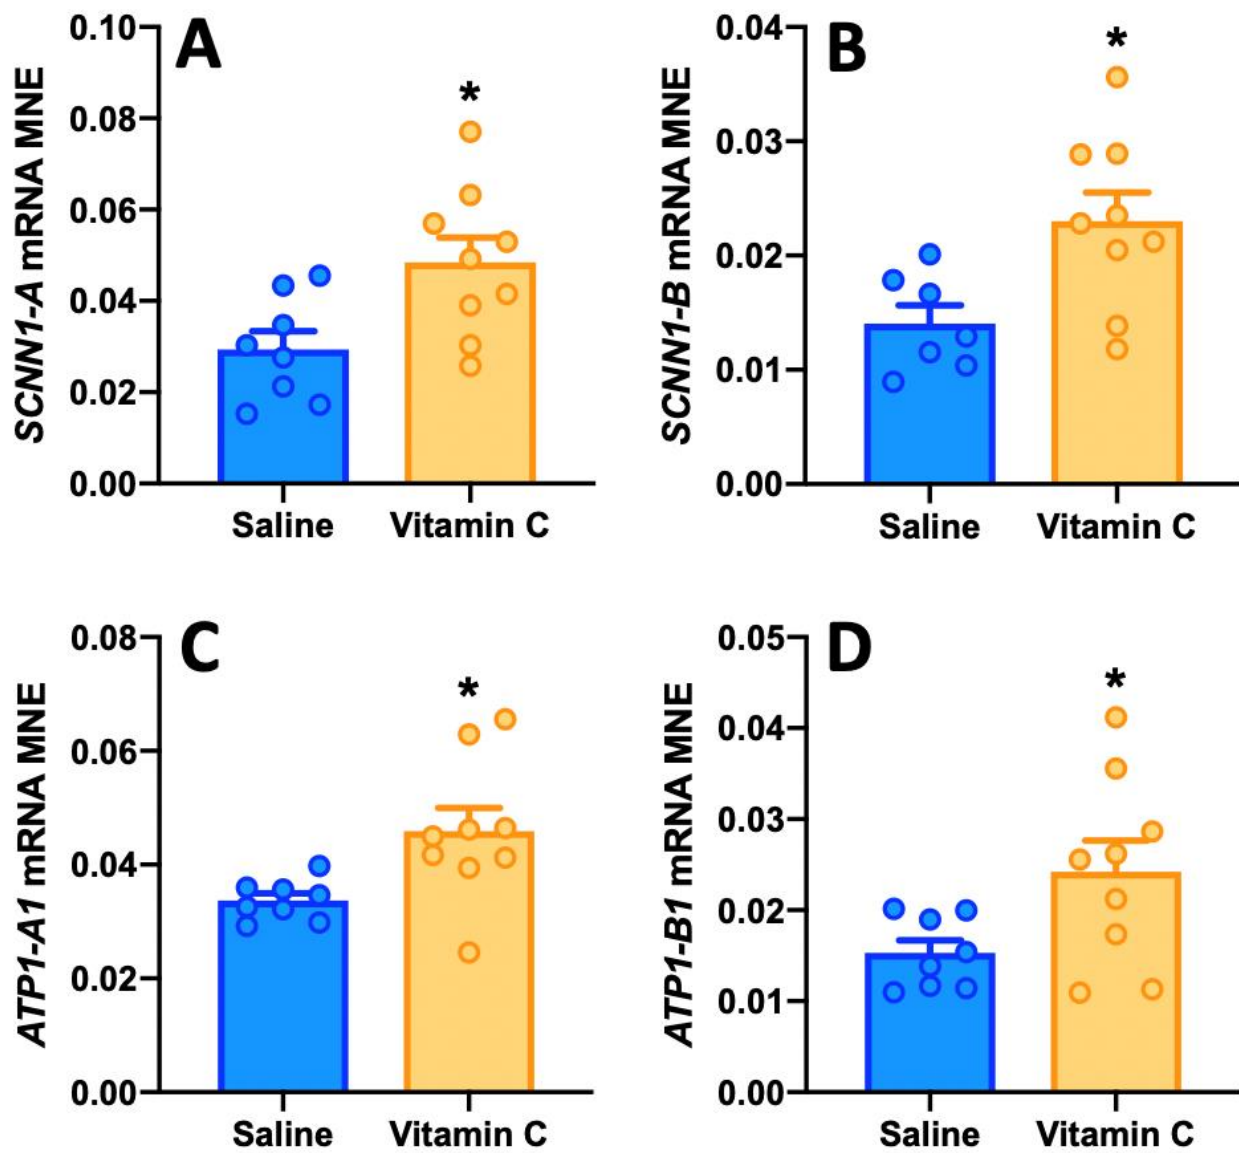 A
SCNN1-A mRNA MNE
0.10
0.08
0.06
0.04
0.02
0.00
*
Saline Vitamin C
B
SCNN1-B mRNA MNE
0.04
0.03
0.02
0.01
0.00
*
Saline Vitamin C
C
ATP1-A1 mRNA MNE
0.08
0.06
0.04
0.02
0.00
*
Saline Vitamin C
D
ATP1-B1 mRNA MNE
0.05
0.04
0.03
0.02
0.01
0.00
*
Saline Vitamin C